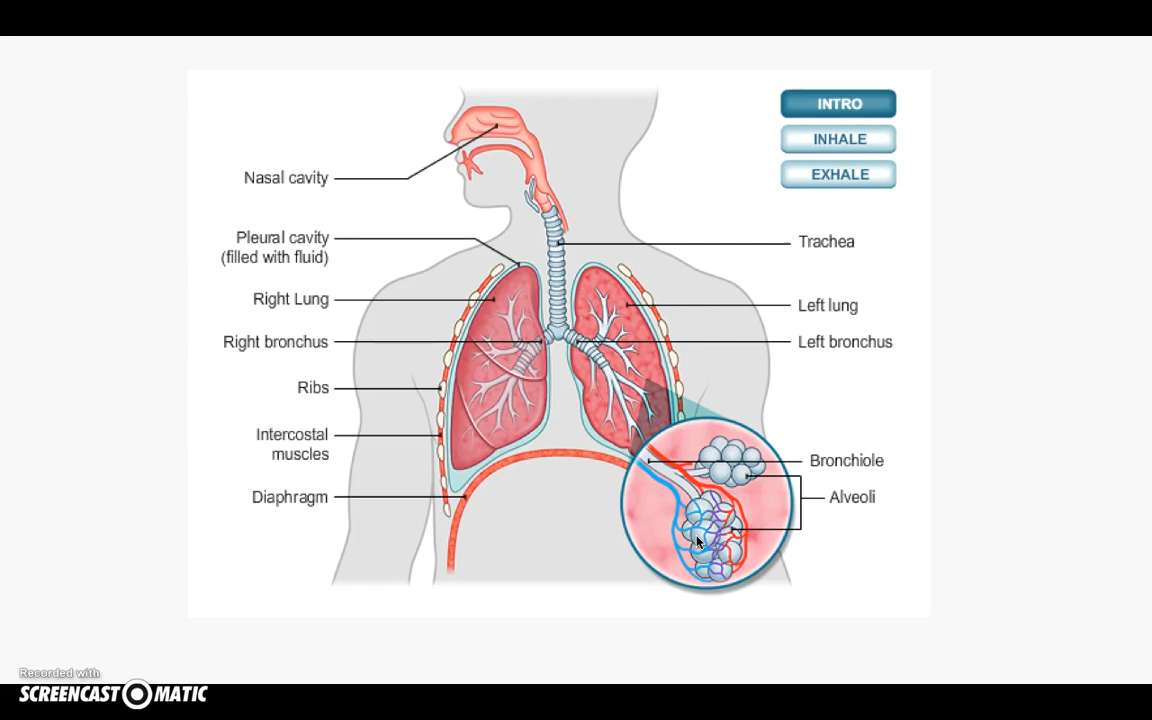 INTRO
INHALE
EXHALE
Nasal cavity
Pleural cavity
(filled with fluid)
Right Lung
Right bronchus
Ribs
Intercostal
muscles
Diaphragm
Trachea
Left lung
Left bronchus
Bronchiole
Alveoli
Recorded with
SCREENCAST MATIC